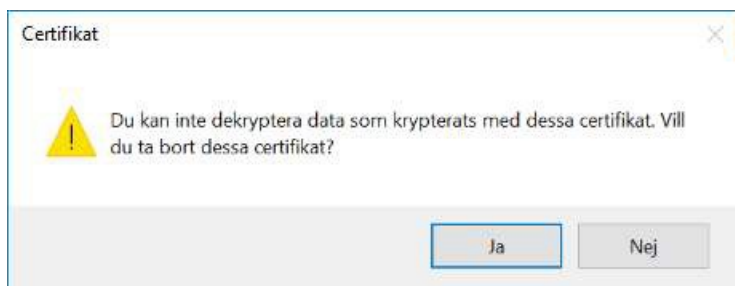 Certifikat
Du kan inte dekryptera data som krypterats med dessa certifikat. Vill
du ta bort dessa certifikat?
Ja
Nej